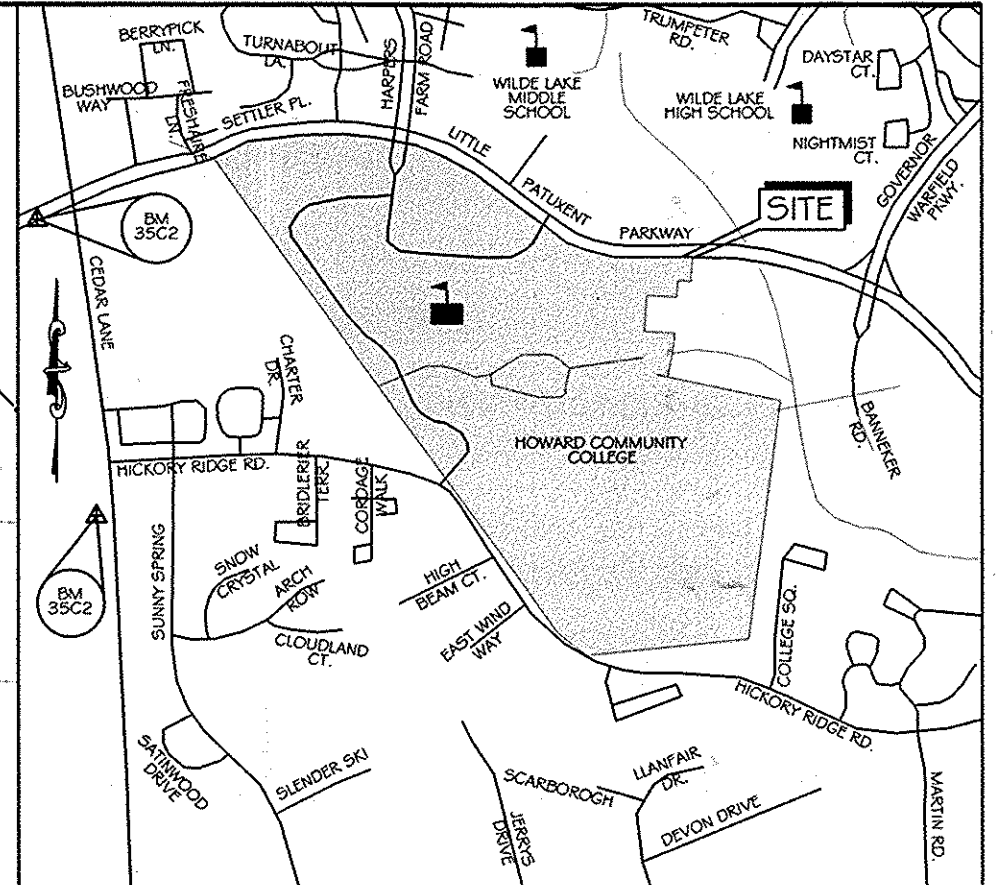 BERRYPICK
LN.
TURNABOUT
LA.
BUSHWOOD
WAY
FRESHAIRE
LN.
SETTLER PL.
HARPERS
FARM ROAD
TRUMPETER
RD.
WILDE LAKE
MIDDLE
SCHOOL
WILDE LAKE
HIGH SCHOOL
DAYSTAR
CT.
NIGHTMIST
CT.
GOVERNOR
WARFIELD
PKWY.
LITTLE
PATUXENT
PARKWAY
SITE
BM
35C2
CEDAR LANE
CHARTER
DR.
HICKORY RIDGE RD.
BRIDLERIER
TERR.
CORDAGE
WALK
HOWARD COMMUNITY
COLLEGE
BANNEKER
RD.
BM
35C2
SUNNY SPRING
SNOW
CRYSTAL
ARCH
ROW
CLOUDLAND
CT.
HIGH
BEAM CT.
EAST WIND
WAY
COLLEGE SQ.
HICKORY RIDGE RD.
SATINWOOD
DRIVE
SLENDER SKI
JERRYS
DRIVE
SCARBOROGH
LLANFAIR
DR.
DEVON DRIVE
MARTIN RD.